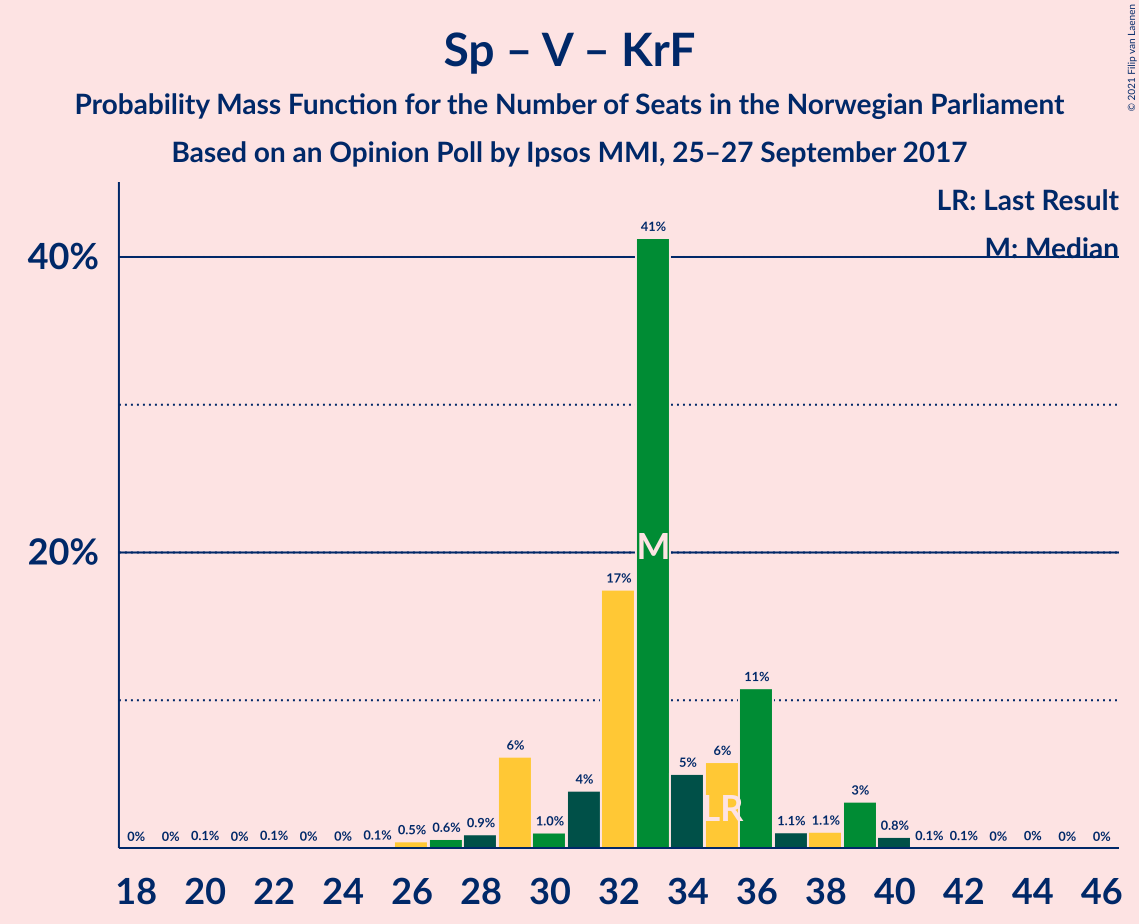 Sp – V – KrF
Probability Mass Function for the Number of Seats in the Norwegian Parliament
Based on an Opinion Poll by Ipsos MMI, 25–27 September 2017
© 2021 Filip van Laenen
LR: Last Result
M: Median
40%
20%
0% 0% 0.1% 0% 0.1% 0% 0% 0.1% 0.5% 0.6% 0.9% 6% 1.0% 4% 17% 41% 5% 6% 11% 1.1% 1.1% 3% 0.8% 0.1% 0.1% 0% 0% 0% 0%
M
LR
18 20 22 24 26 28 30 32 34 36 38 40 42 44 46